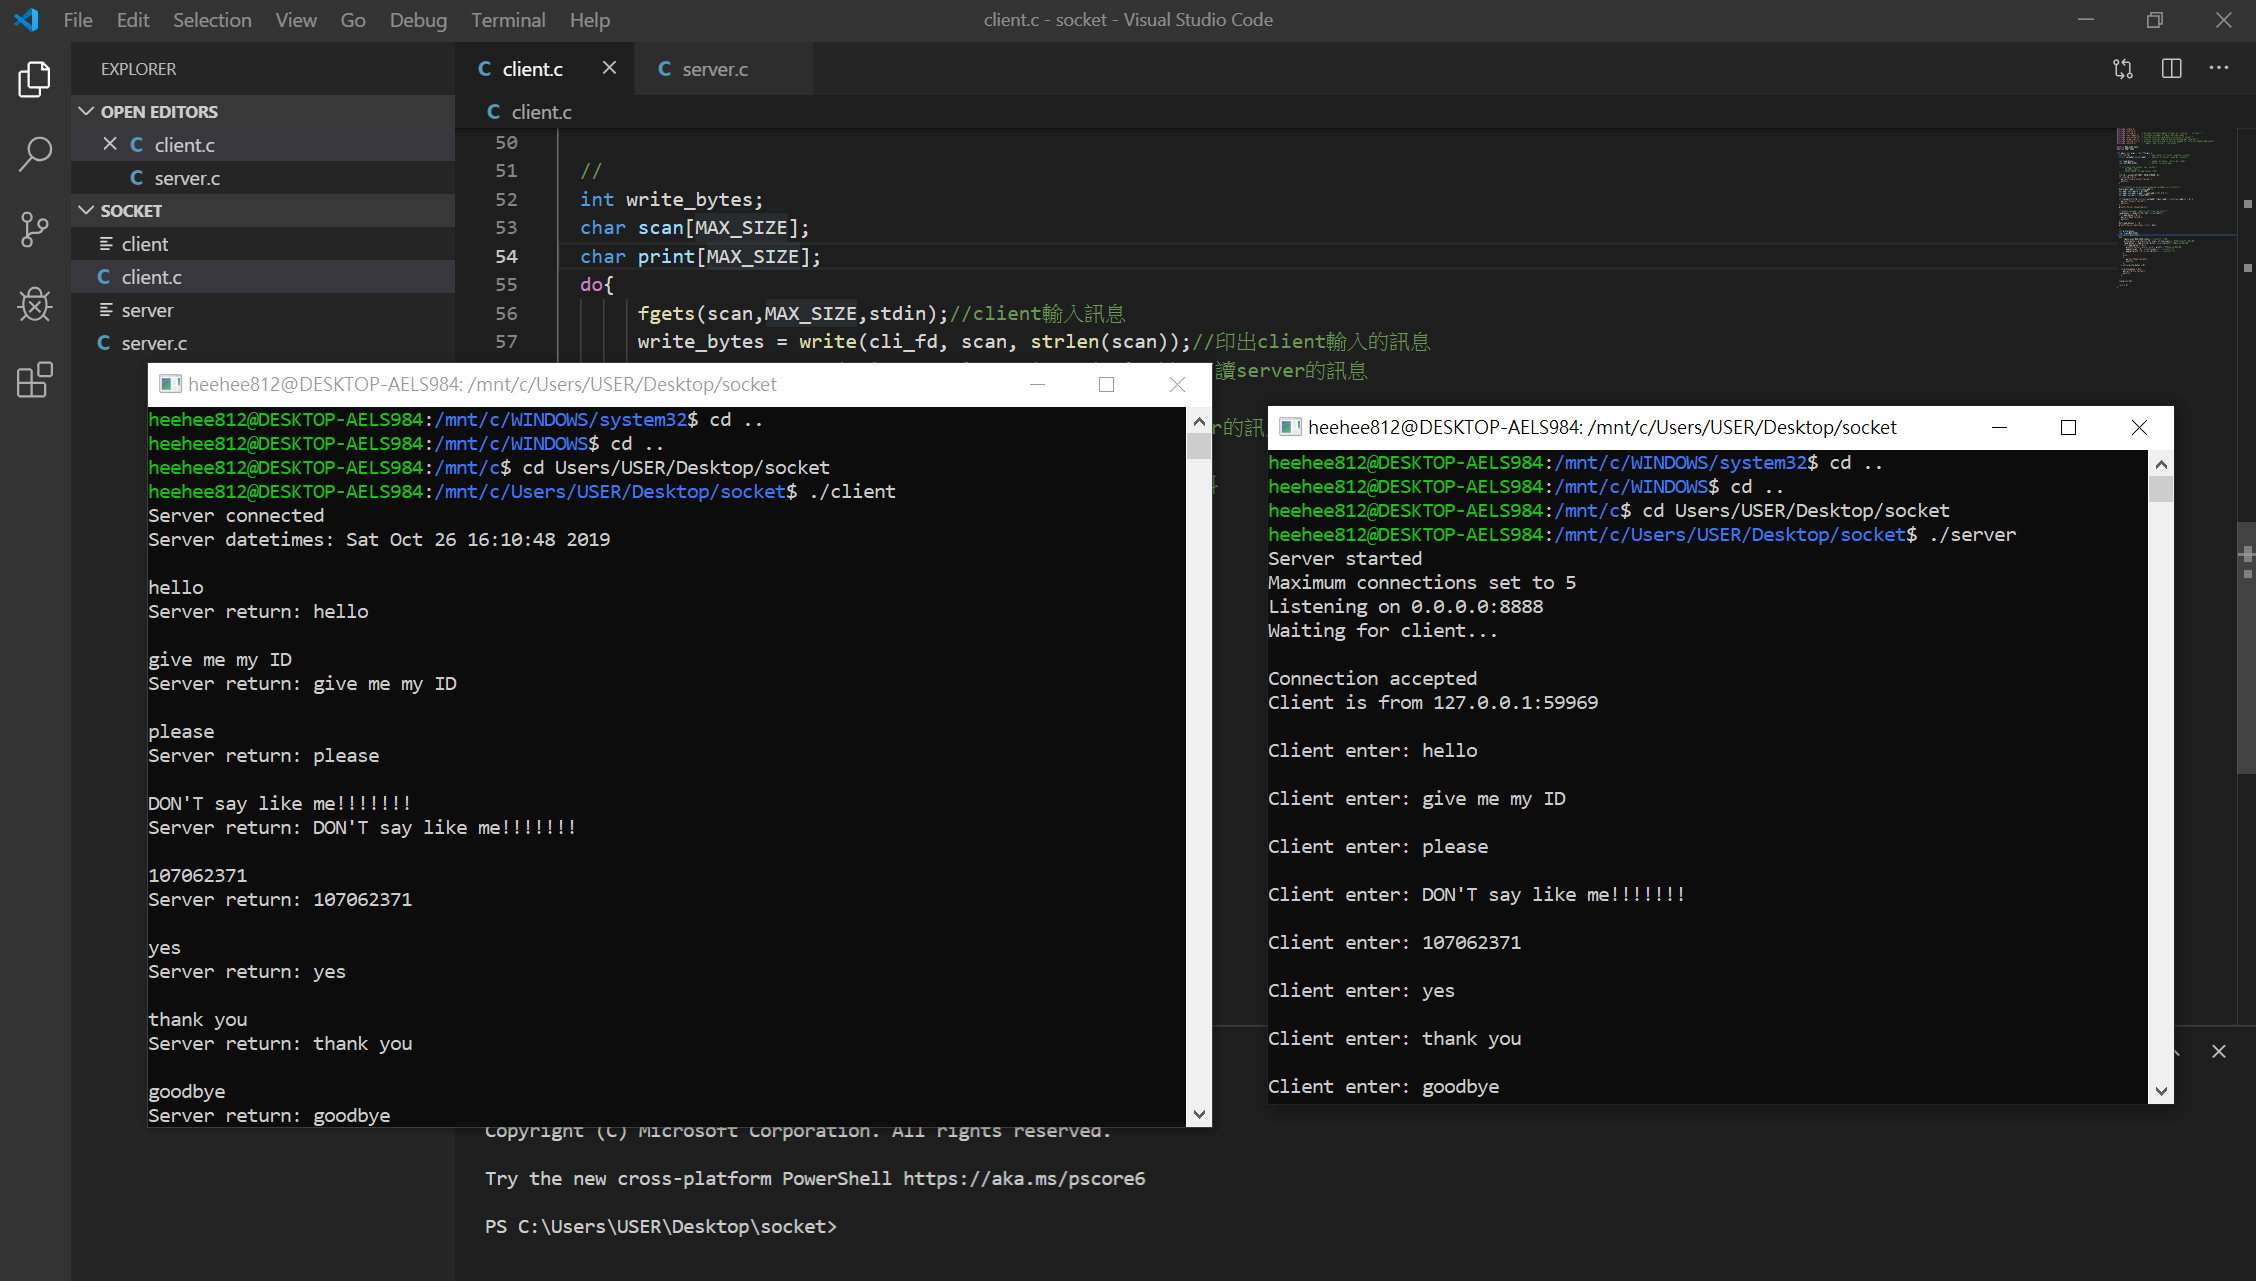 File Edit Selection View Go Debug Terminal Help
client.c - socket - Visual Studio Code
EXPLORER
OPEN EDITORS
C client.c
C server.c
SOCKET
client
C client.c
server
C server.c
C client.c
C server.c
C client.c
50
51 //
52 int write_bytes;
53 char scan[MAX_SIZE];
54 char print[MAX_SIZE];
55 do{
56 fgets(scan,MAX_SIZE,stdin);//client輸入訊息
57 write_bytes = write(cli_fd, scan, strlen(scan));//印出client輸入的訊息
讀server的訊息
r的訊
heehee812@DESKTOP-AELS984: /mnt/c/Users/USER/Desktop/socket
heehee812@DESKTOP-AELS984:/mnt/c/WINDOWS/system32$ cd ..
heehee812@DESKTOP-AELS984:/mnt/c/WINDOWS$ cd ..
heehee812@DESKTOP-AELS984:/mnt/c$ cd Users/USER/Desktop/socket
heehee812@DESKTOP-AELS984:/mnt/c/Users/USER/Desktop/socket$ ./client
Server connected
Server datetimes: Sat Oct 26 16:10:48 2019
hello
Server return: hello
give me my ID
Server return: give me my ID
please
Server return: please
DON'T say like me!!!!!!!
Server return: DON'T say like me!!!!!!!
107062371
Server return: 107062371
yes
Server return: yes
thank you
Server return: thank you
goodbye
Server return: goodbye
heehee812@DESKTOP-AELS984: /mnt/c/Users/USER/Desktop/socket
heehee812@DESKTOP-AELS984:/mnt/c/WINDOWS/system32$ cd ..
heehee812@DESKTOP-AELS984:/mnt/c/WINDOWS$ cd ..
heehee812@DESKTOP-AELS984:/mnt/c$ cd Users/USER/Desktop/socket
heehee812@DESKTOP-AELS984:/mnt/c/Users/USER/Desktop/socket$ ./server
Server started
Maximum connections set to 5
Listening on 0.0.0.0:8888
Waiting for client...
Connection accepted
Client is from 127.0.0.1:59969
Client enter: hello
Client enter: give me my ID
Client enter: please
Client enter: DON'T say like me!!!!!!!
Client enter: 107062371
Client enter: yes
Client enter: thank you
Client enter: goodbye
Copyright (C) Microsoft Corporation. All rights reserved.
Try the new cross-platform PowerShell https://aka.ms/pscore6
PS C:\Users\USER\Desktop\socket>